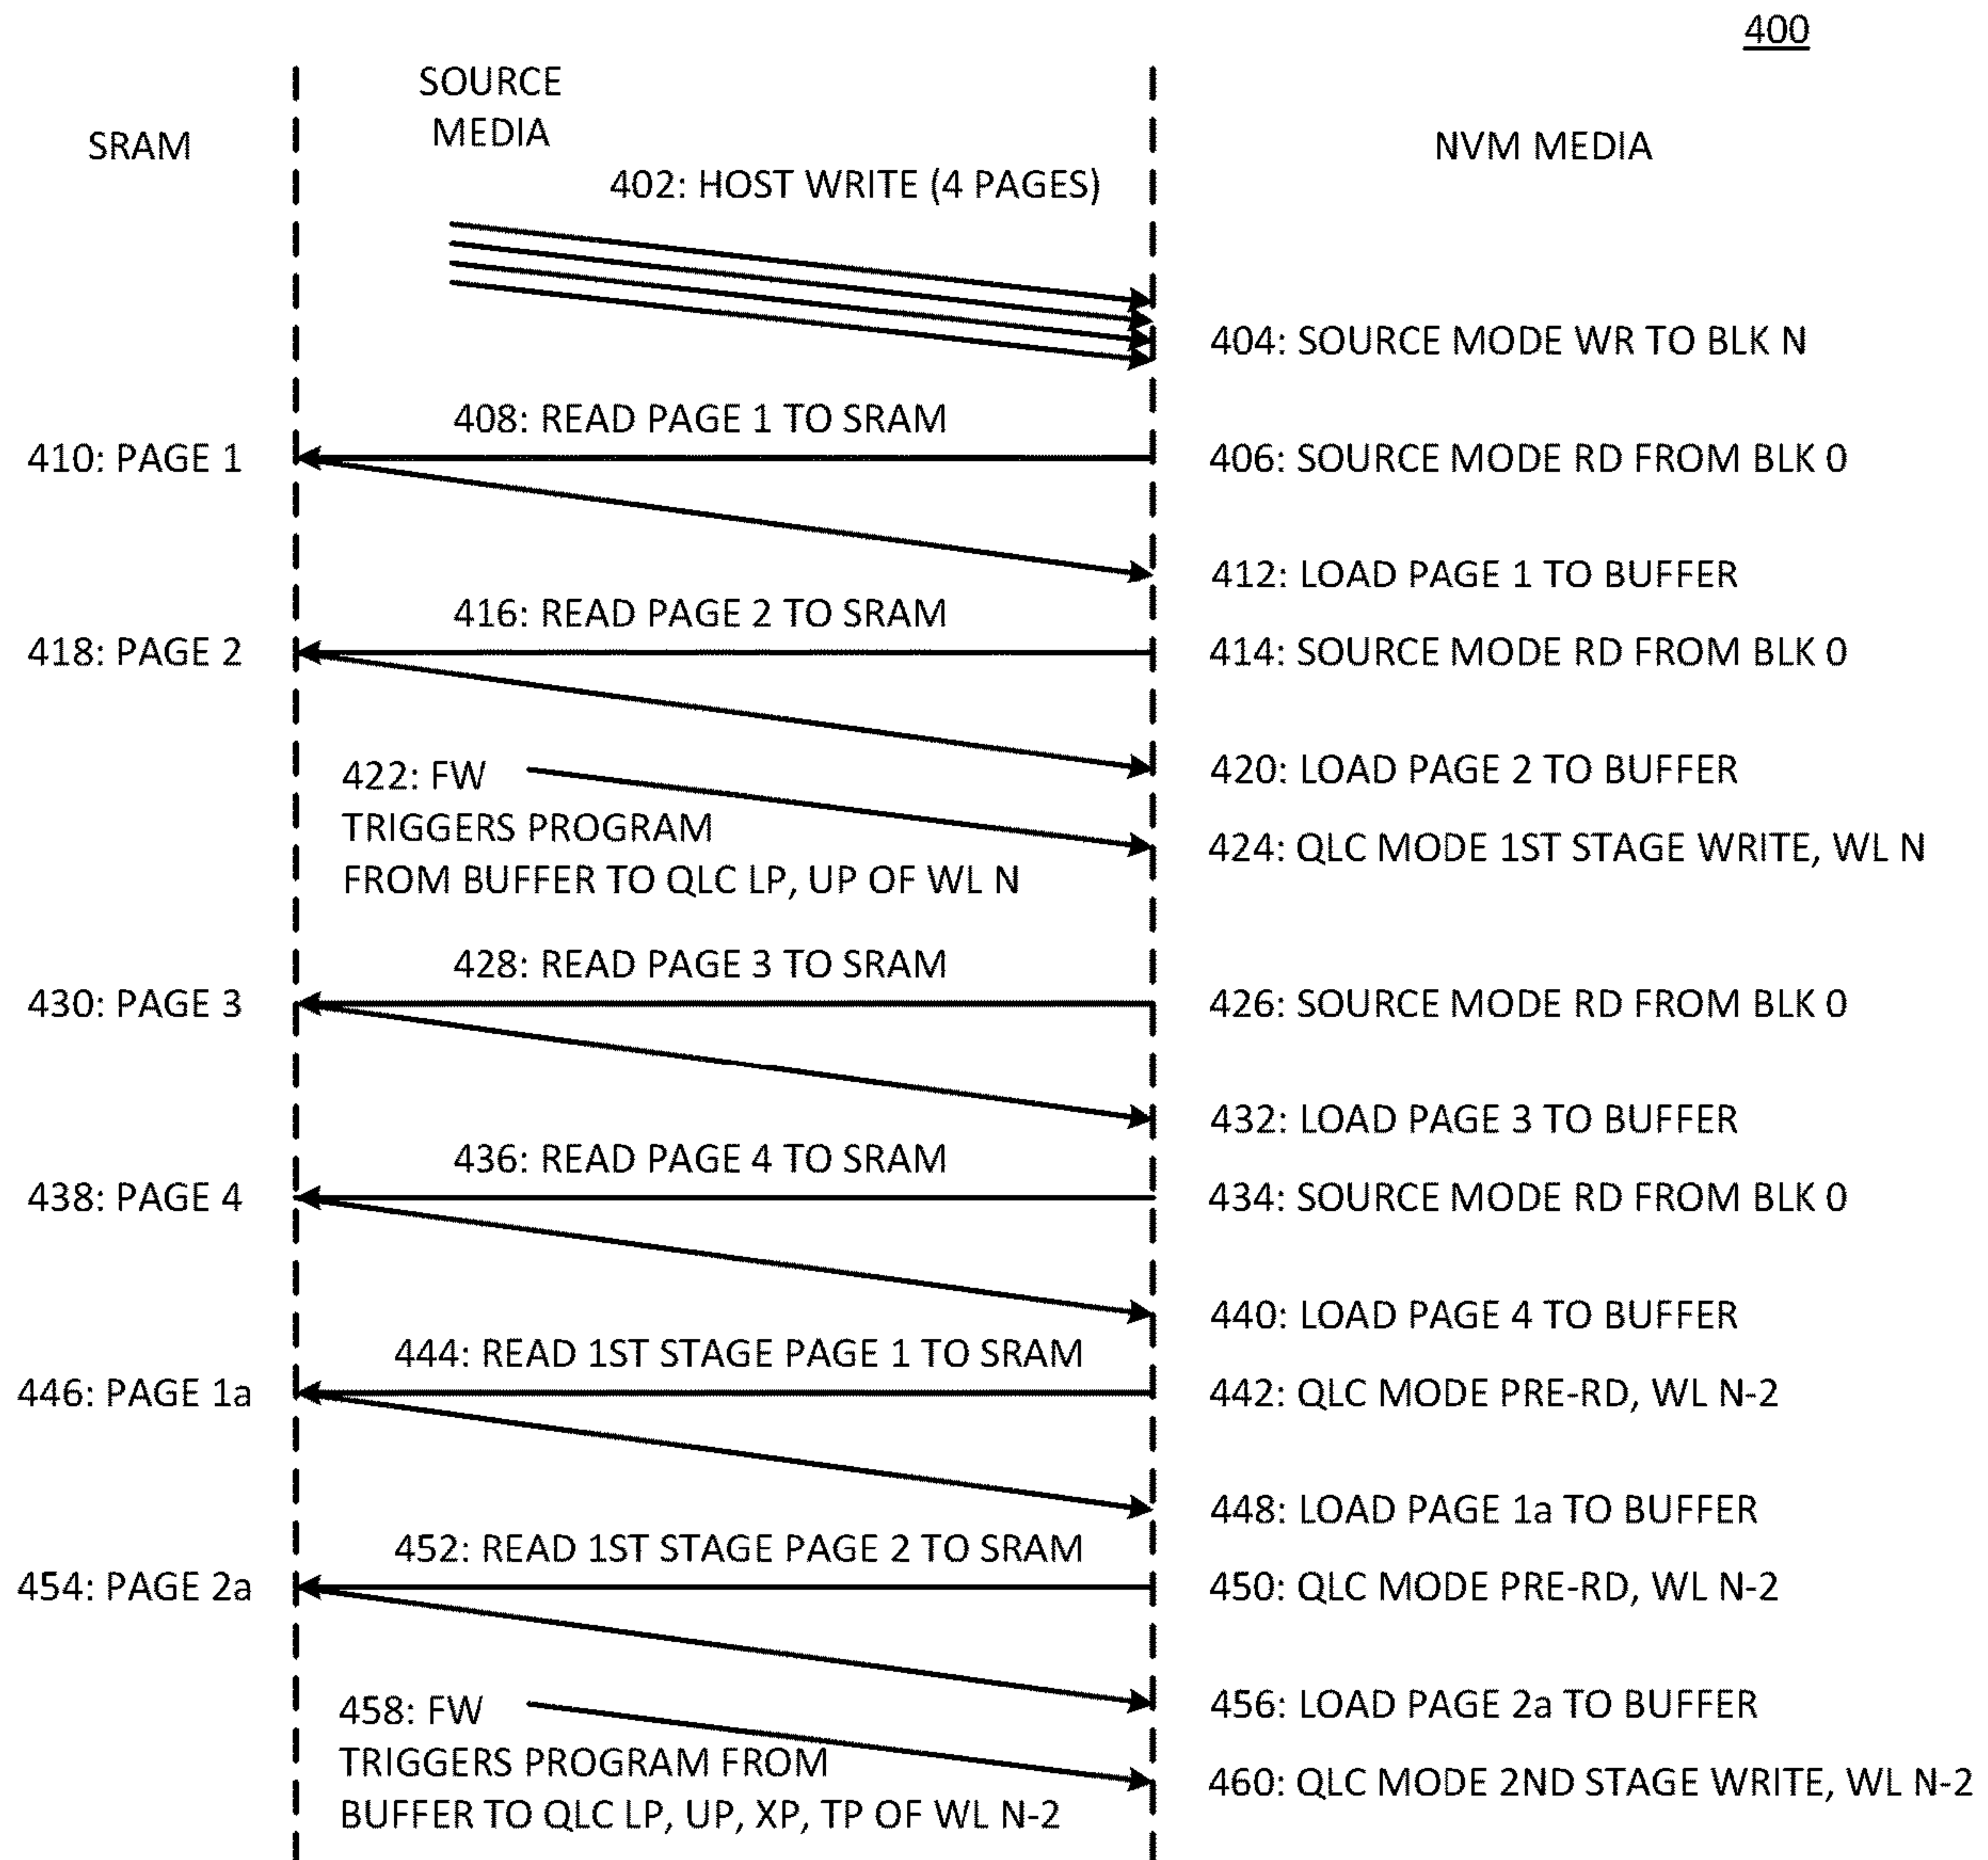 400
SOURCE
MEDIA
SRAM
NVM MEDIA
402: HOST WRITE (4 PAGES)
404: SOURCE MODE WR TO BLK N
408: READ PAGE 1 TO SRAM
410: PAGE 1
406: SOURCE MODE RD FROM BLK 0
412: LOAD PAGE 1 TO BUFFER
416: READ PAGE 2 TO SRAM
418: PAGE 2
414: SOURCE MODE RD FROM BLK 0
422: FW
TRIGGERS PROGRAM
FROM BUFFER TO QLC LP, UP OF WL N
420: LOAD PAGE 2 TO BUFFER
424: QLC MODE 1ST STAGE WRITE, WL N
428: READ PAGE 3 TO SRAM
430: PAGE 3
426: SOURCE MODE RD FROM BLK 0
432: LOAD PAGE 3 TO BUFFER
436: READ PAGE 4 TO SRAM
438: PAGE 4
434: SOURCE MODE RD FROM BLK 0
440: LOAD PAGE 4 TO BUFFER
444: READ 1ST STAGE PAGE 1 TO SRAM
446: PAGE 1a
442: QLC MODE PRE-RD, WL N-2
448: LOAD PAGE 1a TO BUFFER
452: READ 1ST STAGE PAGE 2 TO SRAM
454: PAGE 2a
450: QLC MODE PRE-RD, WL N-2
456: LOAD PAGE 2a TO BUFFER
458: FW
TRIGGERS PROGRAM FROM
BUFFER TO QLC LP, UP, XP, TP OF WL N-2
460: QLC MODE 2ND STAGE WRITE, WL N-2